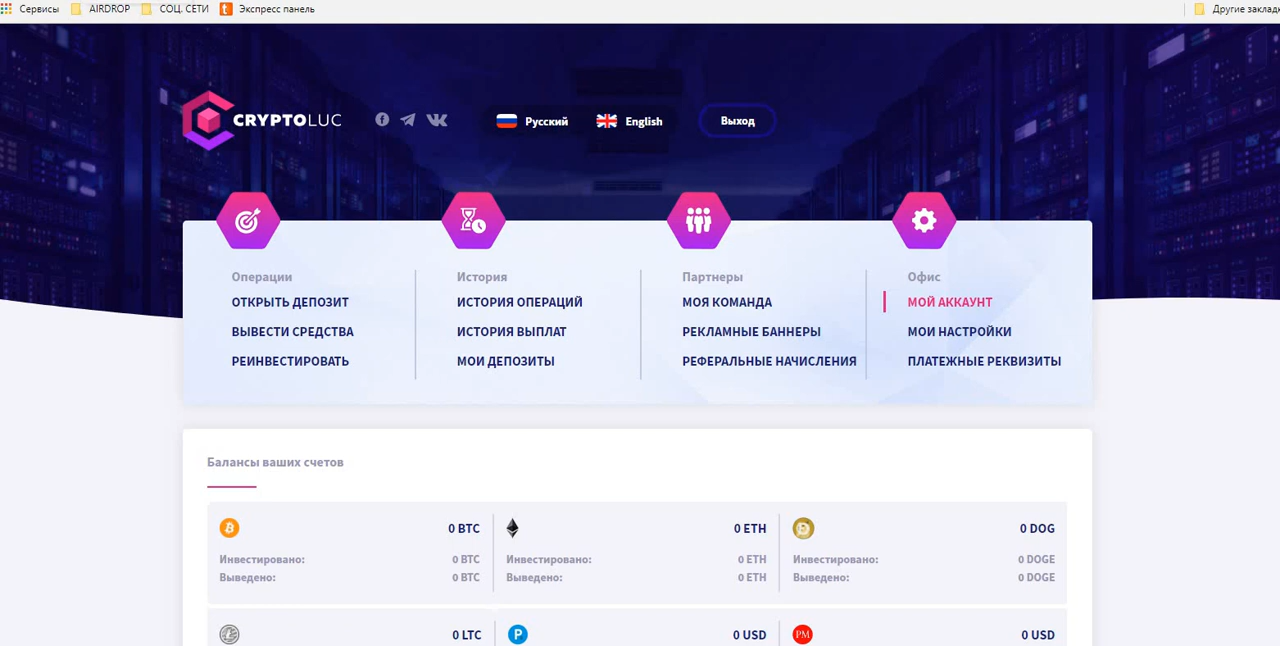 Сервисы AIRDROP СОЦ. СЕТИ Экспресс панель Другие заклад
CRYPTOLUC Русский English Выход
Операции
ОТКРЫТЬ ДЕПОЗИТ
ВЫВЕСТИ СРЕДСТВА
РЕИНВЕСТИРОВАТЬ
История
ИСТОРИЯ ОПЕРАЦИЙ
ИСТОРИЯ ВЫПЛАТ
МОИ ДЕПОЗИТЫ
Партнеры
МОЯ КОМАНДА
РЕКЛАМНЫЕ БАННЕРЫ
РЕФЕРАЛЬНЫЕ НАЧИСЛЕНИЯ
Офис
МОЙ АККАУНТ
МОИ НАСТРОЙКИ
ПЛАТЕЖНЫЕ РЕКВИЗИТЫ
Балансы ваших счетов
0 BTC
Инвестировано: 0 BTC
Выведено: 0 BTC
0 ETH
Инвестировано: 0 ETH
Выведено: 0 ETH
0 DOG
Инвестировано: 0 DOGE
Выведено: 0 DOGE
0 LTC
P 0 USD
PM 0 USD